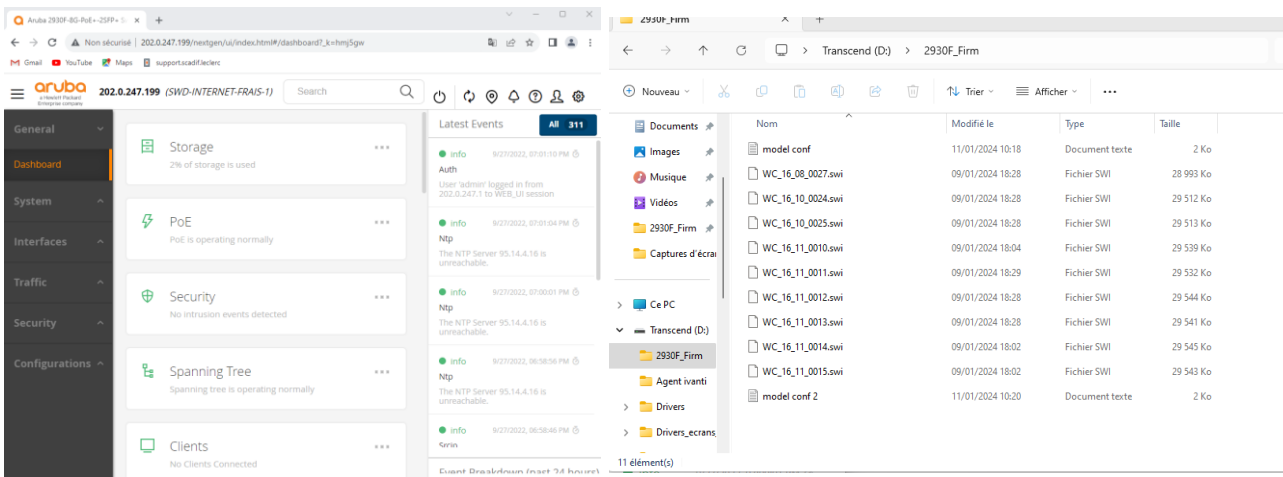 Aruba 2930F-8G-PoE+-2SFP+ S
Non sécurisé | 202.0.247.199/nextgen/ui/index.html#/dashboard?_k=hmj5gw
Gmail YouTube Maps support.scadif.leclerc
aruba
a Hewlett Packard
Enterprise company
202.0.247.199 (SWD-INTERNET-FRAIS-1)
Search
General
Dashboard
System
Interfaces
Traffic
Security
Configurations
Storage
2% of storage is used
PoE
PoE is operating normally
Security
No intrusion events detected
Spanning Tree
Spanning tree is operating normally
Clients
No Clients Connected
Latest Events
All 311
info 9/27/2022, 07:01:10 PM
Auth
User 'admin' logged in from
202.0.247.1 to WEB_UI session
info 9/27/2022, 07:01:04 PM
Ntp
The NTP Server 95.14.4.16 is
unreachable.
info 9/27/2022, 07:00:01 PM
Ntp
The NTP Server 95.14.4.16 is
unreachable.
info 9/27/2022, 06:58:56 PM
Ntp
The NTP Server 95.14.4.16 is
unreachable.
info 9/27/2022, 06:58:46 PM
Srcip
Event Breakdown (past 24 hours)
2930F_Firm
Transcend (D:) > 2930F_Firm
Nouveau
Trier
Afficher
Documents
Images
Musique
Vidéos
2930F_Firm
Captures d'écran
Ce PC
Transcend (D:)
2930F_Firm
Agent ivanti
Drivers
Drivers_ecrans_
Nom Modifié le Type Taille
model conf 11/01/2024 10:18 Document texte 2 Ko
WC_16_08_0027.swi 09/01/2024 18:28 Fichier SWI 28 993 Ko
WC_16_10_0024.swi 09/01/2024 18:28 Fichier SWI 29 512 Ko
WC_16_10_0025.swi 09/01/2024 18:28 Fichier SWI 29 513 Ko
WC_16_11_0010.swi 09/01/2024 18:04 Fichier SWI 29 539 Ko
WC_16_11_0011.swi 09/01/2024 18:29 Fichier SWI 29 532 Ko
WC_16_11_0012.swi 09/01/2024 18:28 Fichier SWI 29 544 Ko
WC_16_11_0013.swi 09/01/2024 18:28 Fichier SWI 29 541 Ko
WC_16_11_0014.swi 09/01/2024 18:02 Fichier SWI 29 545 Ko
WC_16_11_0015.swi 09/01/2024 18:02 Fichier SWI 29 543 Ko
model conf 2 11/01/2024 10:20 Document texte 2 Ko
11 élément(s)